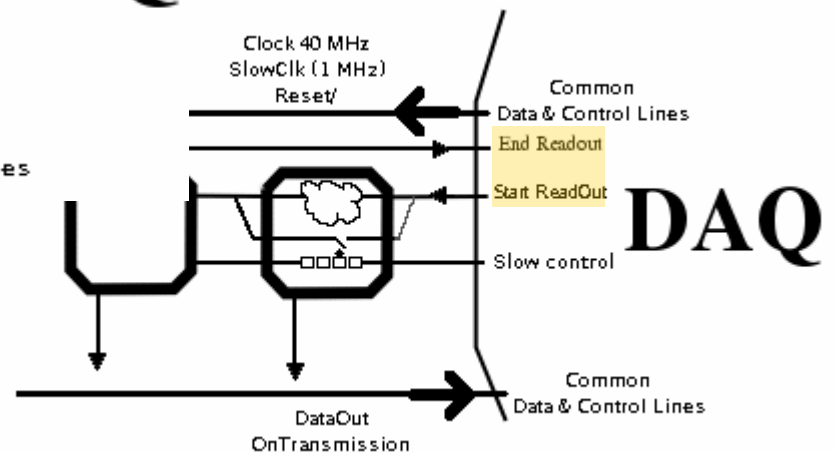 Clock 40 MHz
SlowClk (1 MHz)
Reset/
Common
Data & Control Lines
End Readout
es
Start ReadOut
DAQ
Slow control
Common
Data & Control Lines
DataOut
OnTransmission